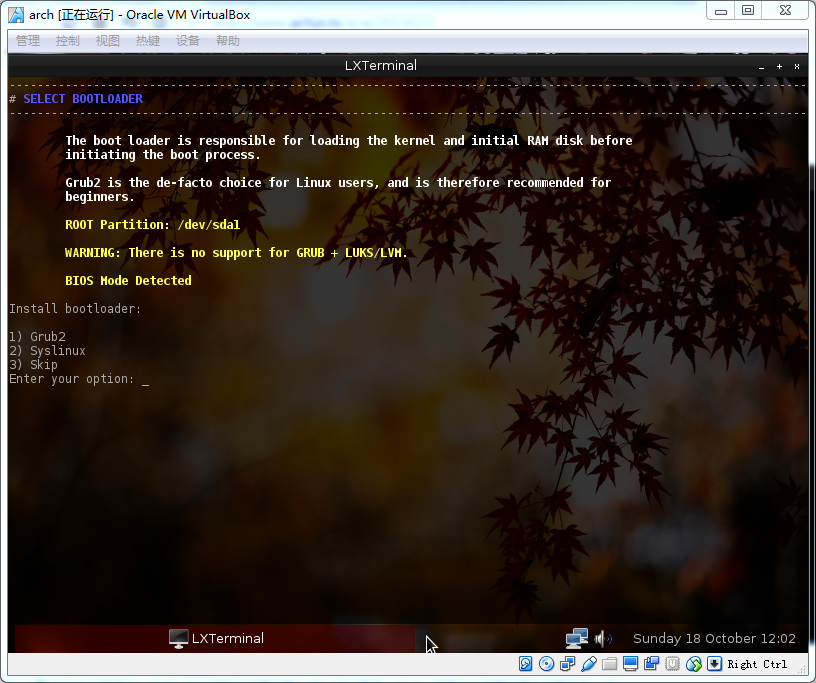 arch [正在运行] - Oracle VM VirtualBox
管理 控制 视图 热键 设备 帮助
LXTerminal
# SELECT BOOTLOADER
The boot loader is responsible for loading the kernel and initial RAM disk before
initiating the boot process.
Grub2 is the de-facto choice for Linux users, and is therefore recommended for
beginners.
ROOT Partition: /dev/sda1
WARNING: There is no support for GRUB + LUKS/LVM.
BIOS Mode Detected
Install bootloader:
1) Grub2
2) Syslinux
3) Skip
Enter your option: _
LXTerminal
Sunday 18 October 12:02
Right Ctrl